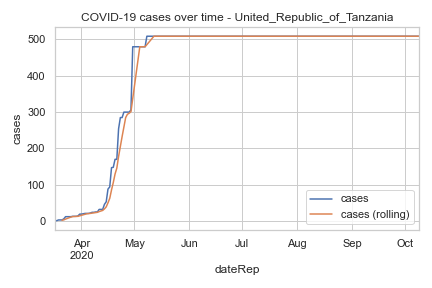 COVID-19 cases over time - United_Republic_of_Tanzania
500
400
300
200
100
0
cases
Apr
2020
May
Jun
Jul
Aug
Sep
Oct
dateRep
cases
cases (rolling)